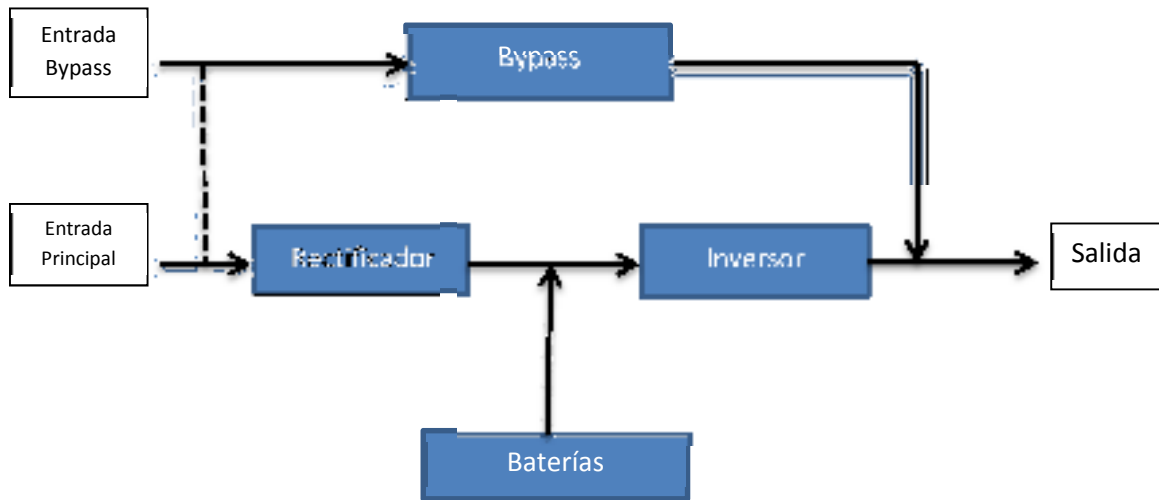 Entrada
Bypass
Bypass
Entrada
Principal
Rectificador
Inversor
Salida
Baterías